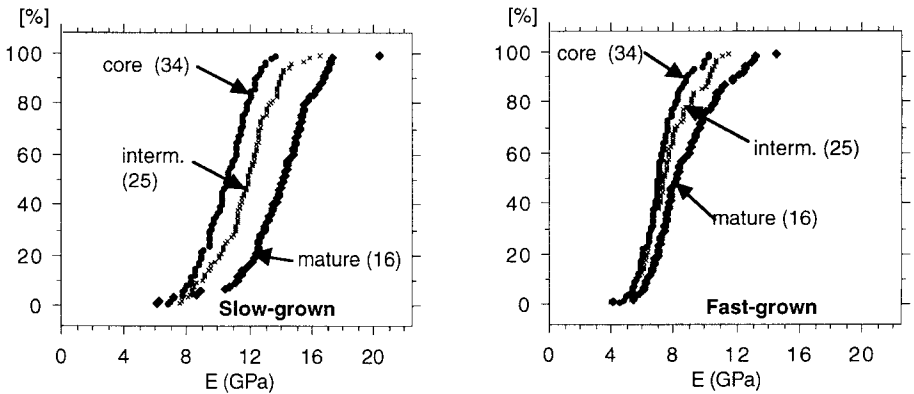 [%]
100
80
60
40
20
0
core (34)
interm.
(25)
mature (16)
Slow-grown
0 4 8 12 16 20
E (GPa)
[%]
100
80
60
40
20
0
core (34)
interm. (25)
mature (16)
Fast-grown
0 4 8 12 16 20
E (GPa)